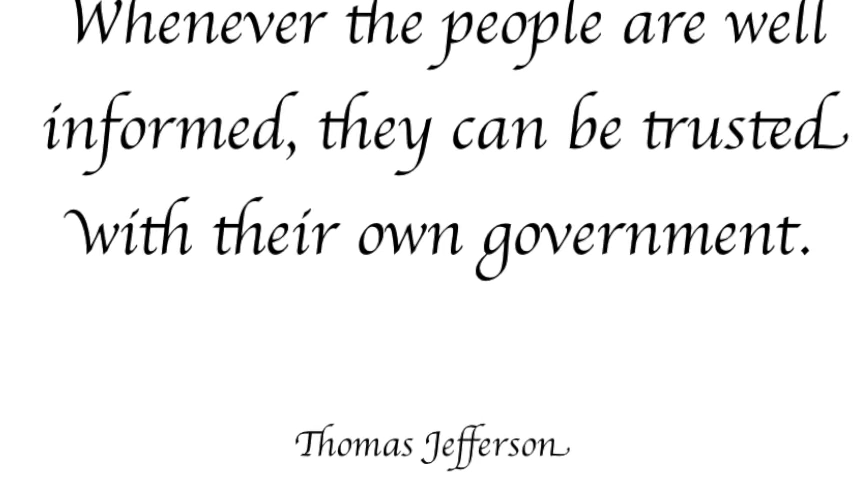 Whenever the people are well
informed, they can be trusted
with their own government.
Thomas Jefferson